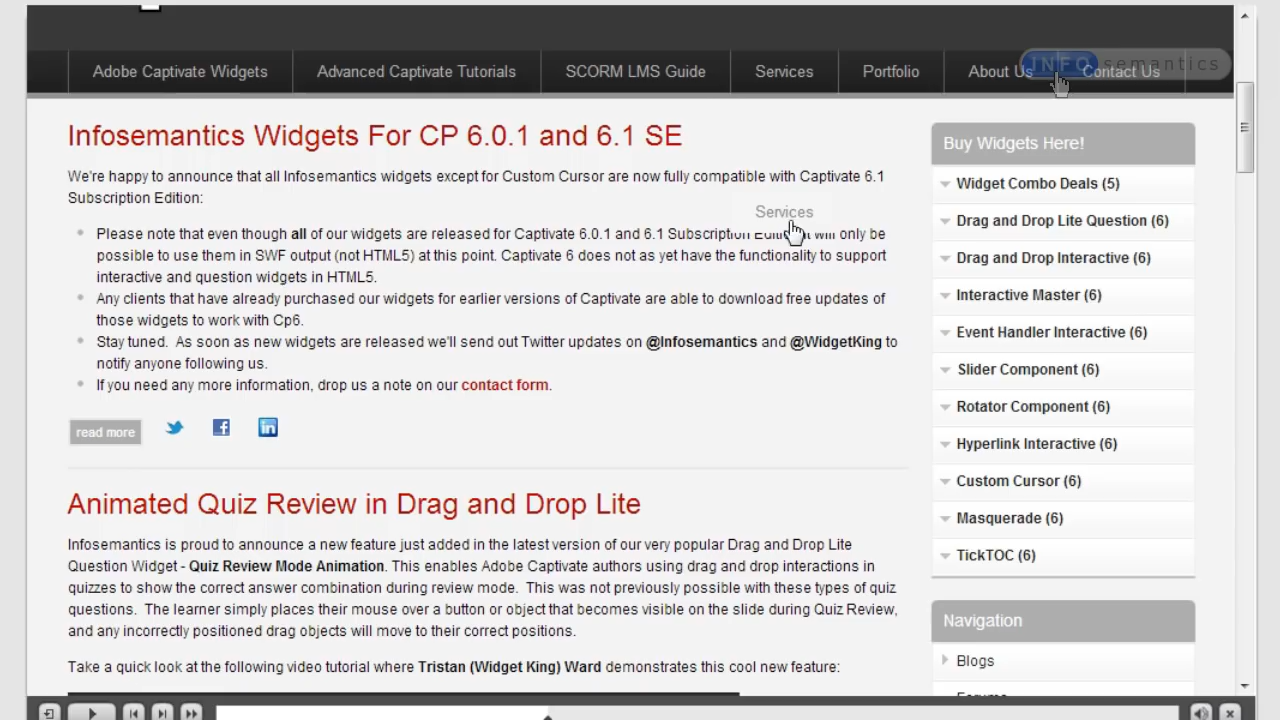 Adobe Captivate Widgets
Advanced Captivate Tutorials
SCORM LMS Guide
Services
Portfolio
About Us
Contact Us
INFOsemantics
Infosemantics Widgets For CP 6.0.1 and 6.1 SE
We're happy to announce that all Infosemantics widgets except for Custom Cursor are now fully compatible with Captivate 6.1
Subscription Edition:
Services
Please note that even though all of our widgets are released for Captivate 6.0.1 and 6.1 Subscription Edition it will only be
possible to use them in SWF output (not HTML5) at this point. Captivate 6 does not as yet have the functionality to support
interactive and question widgets in HTML5.
Any clients that have already purchased our widgets for earlier versions of Captivate are able to download free updates of
those widgets to work with Cp6.
Stay tuned. As soon as new widgets are released we'll send out Twitter updates on @Infosemantics and @WidgetKing to
notify anyone following us.
If you need any more information, drop us a note on our contact form.
read more
Animated Quiz Review in Drag and Drop Lite
Infosemantics is proud to announce a new feature just added in the latest version of our very popular Drag and Drop Lite
Question Widget - Quiz Review Mode Animation. This enables Adobe Captivate authors using drag and drop interactions in
quizzes to show the correct answer combination during review mode. This was not previously possible with these types of quiz
questions. The learner simply places their mouse over a button or object that becomes visible on the slide during Quiz Review,
and any incorrectly positioned drag objects will move to their correct positions.
Take a quick look at the following video tutorial where Tristan (Widget King) Ward demonstrates this cool new feature:
Buy Widgets Here!
Widget Combo Deals (5)
Drag and Drop Lite Question (6)
Drag and Drop Interactive (6)
Interactive Master (6)
Event Handler Interactive (6)
Slider Component (6)
Rotator Component (6)
Hyperlink Interactive (6)
Custom Cursor (6)
Masquerade (6)
TickTOC (6)
Navigation
Blogs
Forums